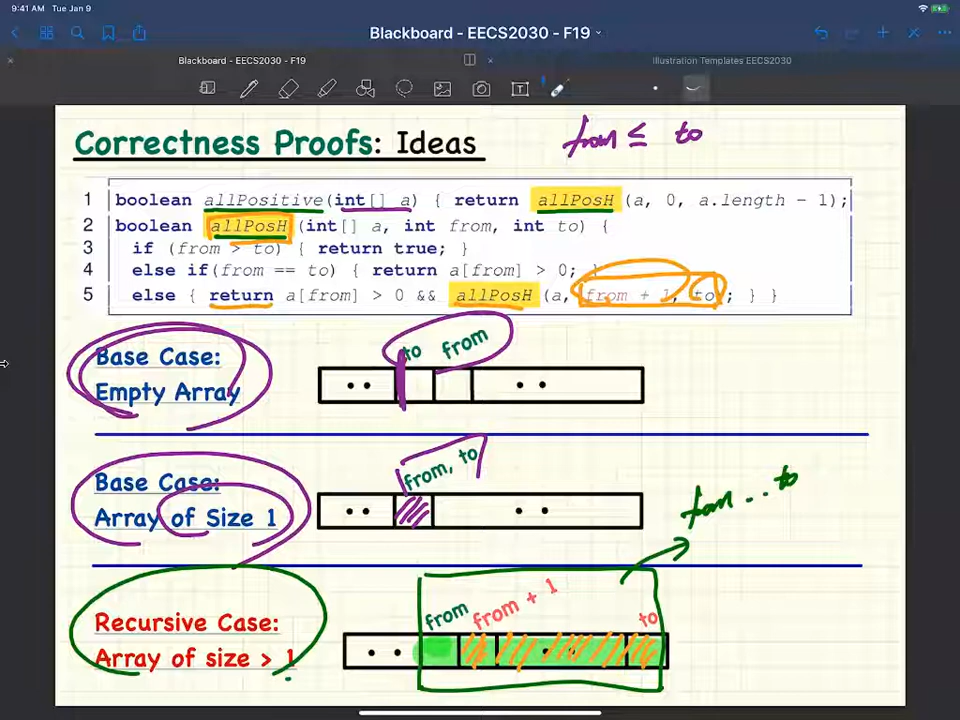 9:41 AM Tue Jan 9
Blackboard - EECS2030 - F19
Blackboard - EECS2030 - F19
Illustration Templates EECS2030
Correctness Proofs: Ideas
from ≤ to
1 boolean allPositive(int[] a) { return allPosH (a, 0, a.length - 1);
2 boolean allPosH (int[] a, int from, int to) {
3 if (from > to) { return true; }
4 else if(from == to) { return a[from] > 0; }
5 else { return a[from] > 0 && allPosH (a, from + 1, to); } }
Base Case:
Empty Array
to from
Base Case:
Array of Size 1
from, to
from .. to
Recursive Case:
Array of size > 1
from from + 1 to